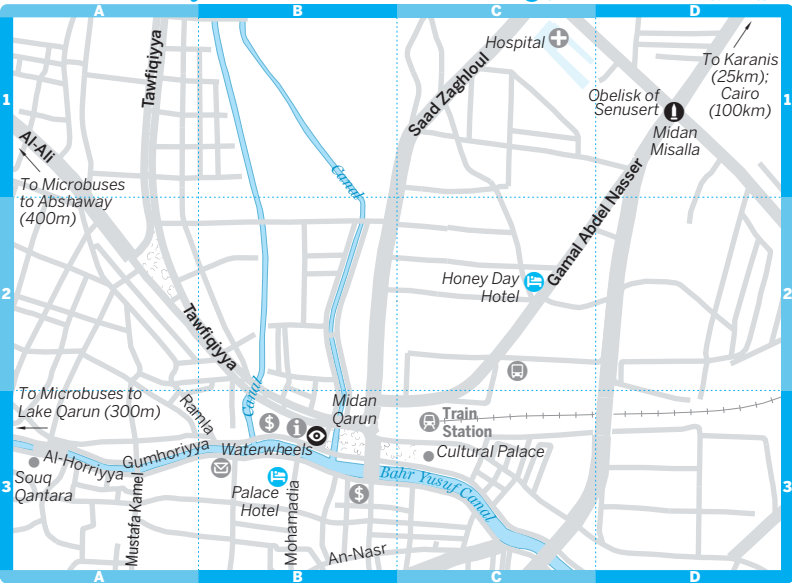 A
B
C
D
1
Tawfiqiyya
Saad Zaghloul
Hospital
To Karanis
(25km);
Cairo
(100km)
1
Obelisk of
Senusert
Midan
Misalla
Al-Ali
To Microbuses
to Abshaway
(400m)
Canal
Gamal Abdel Nasser
2
Honey Day
Hotel
2
Tawfiqiyya
To Microbuses to
Lake Qarun (300m)
Ramla
Canal
$
i
Midan
Qarun
Train
Station
Waterwheels
Cultural Palace
Al-Horriyya
Gumhoriyya
Souq
Qantara
Mustafa Kamel
Palace
Hotel
Mohamadia
$
Bahr Yusuf Canal
3
3
An-Nasr
A
B
C
D